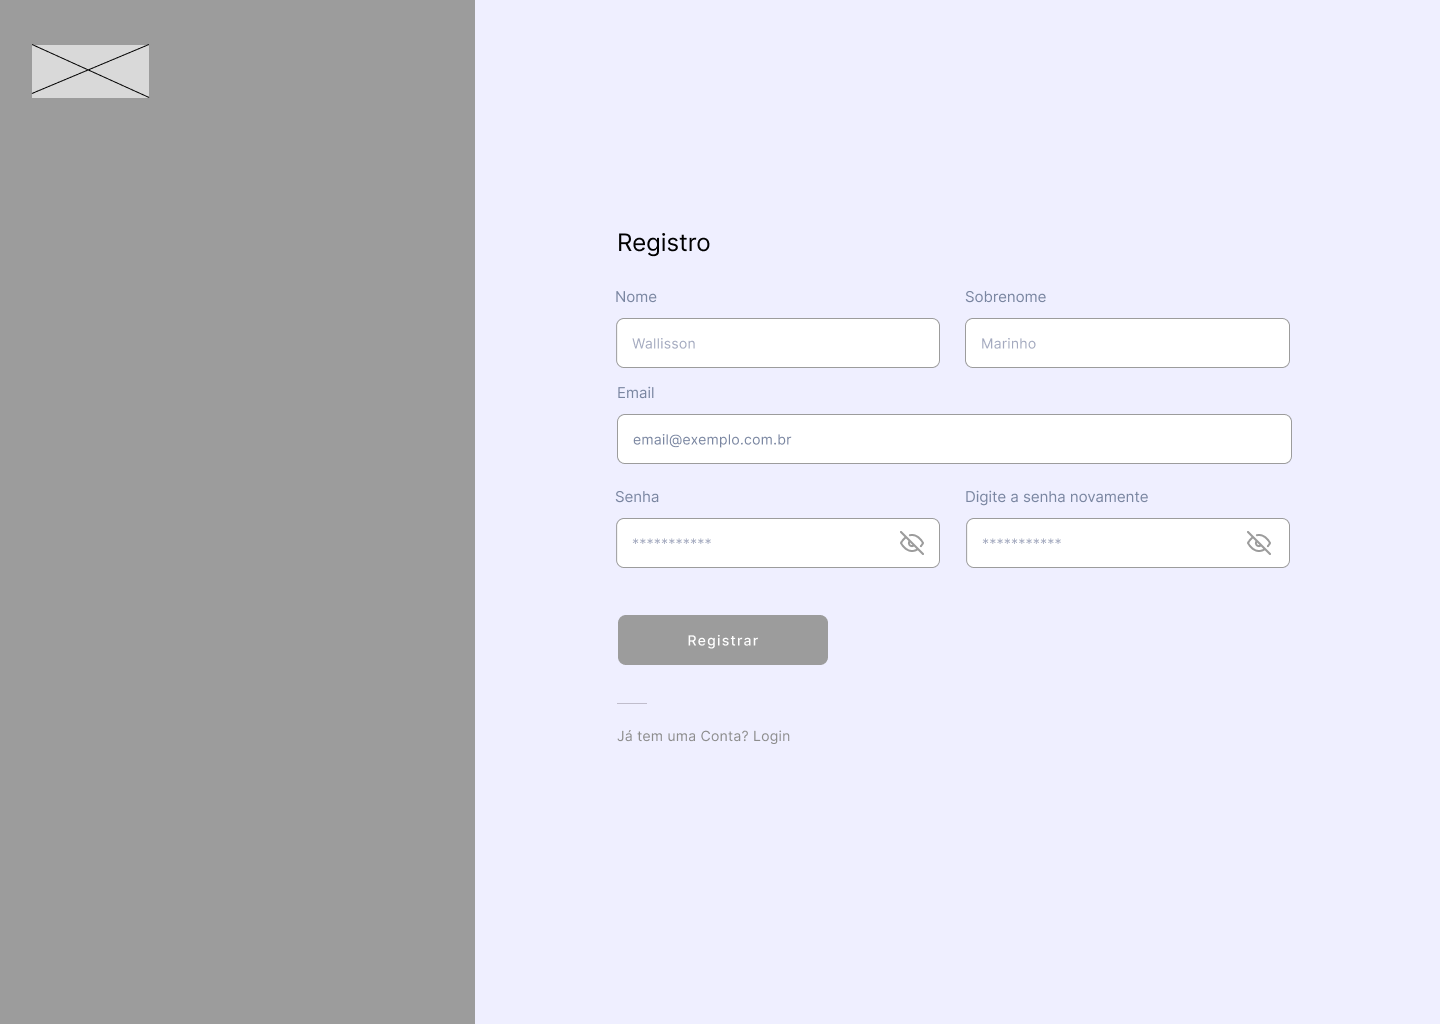 Registro
Nome
Sobrenome
Wallisson
Marinho
Email
email@exemplo.com.br
Senha
Digite a senha novamente
***********
***********
Registrar
Já tem uma Conta? Login